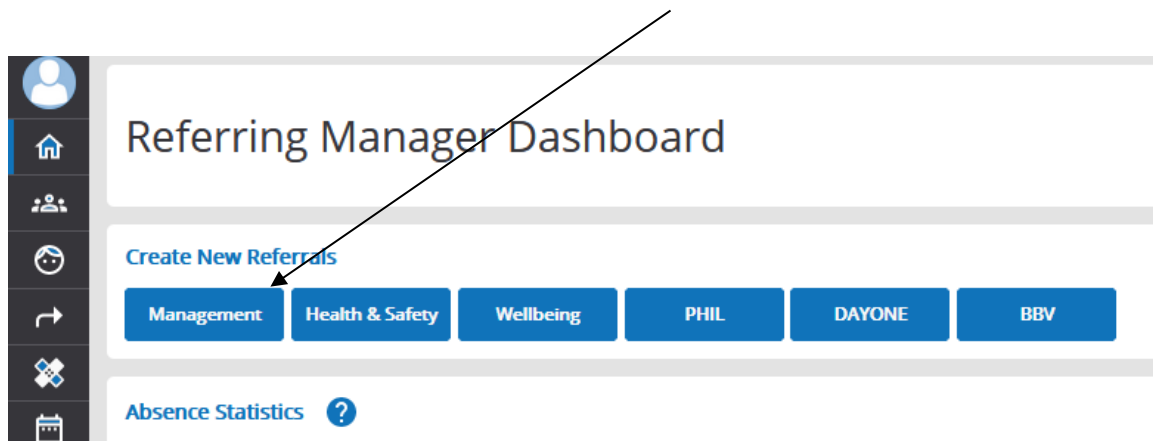 Referring Manager Dashboard
Create New Referrals
Management Health & Safety Wellbeing PHIL DAYONE BBV
Absence Statistics ?